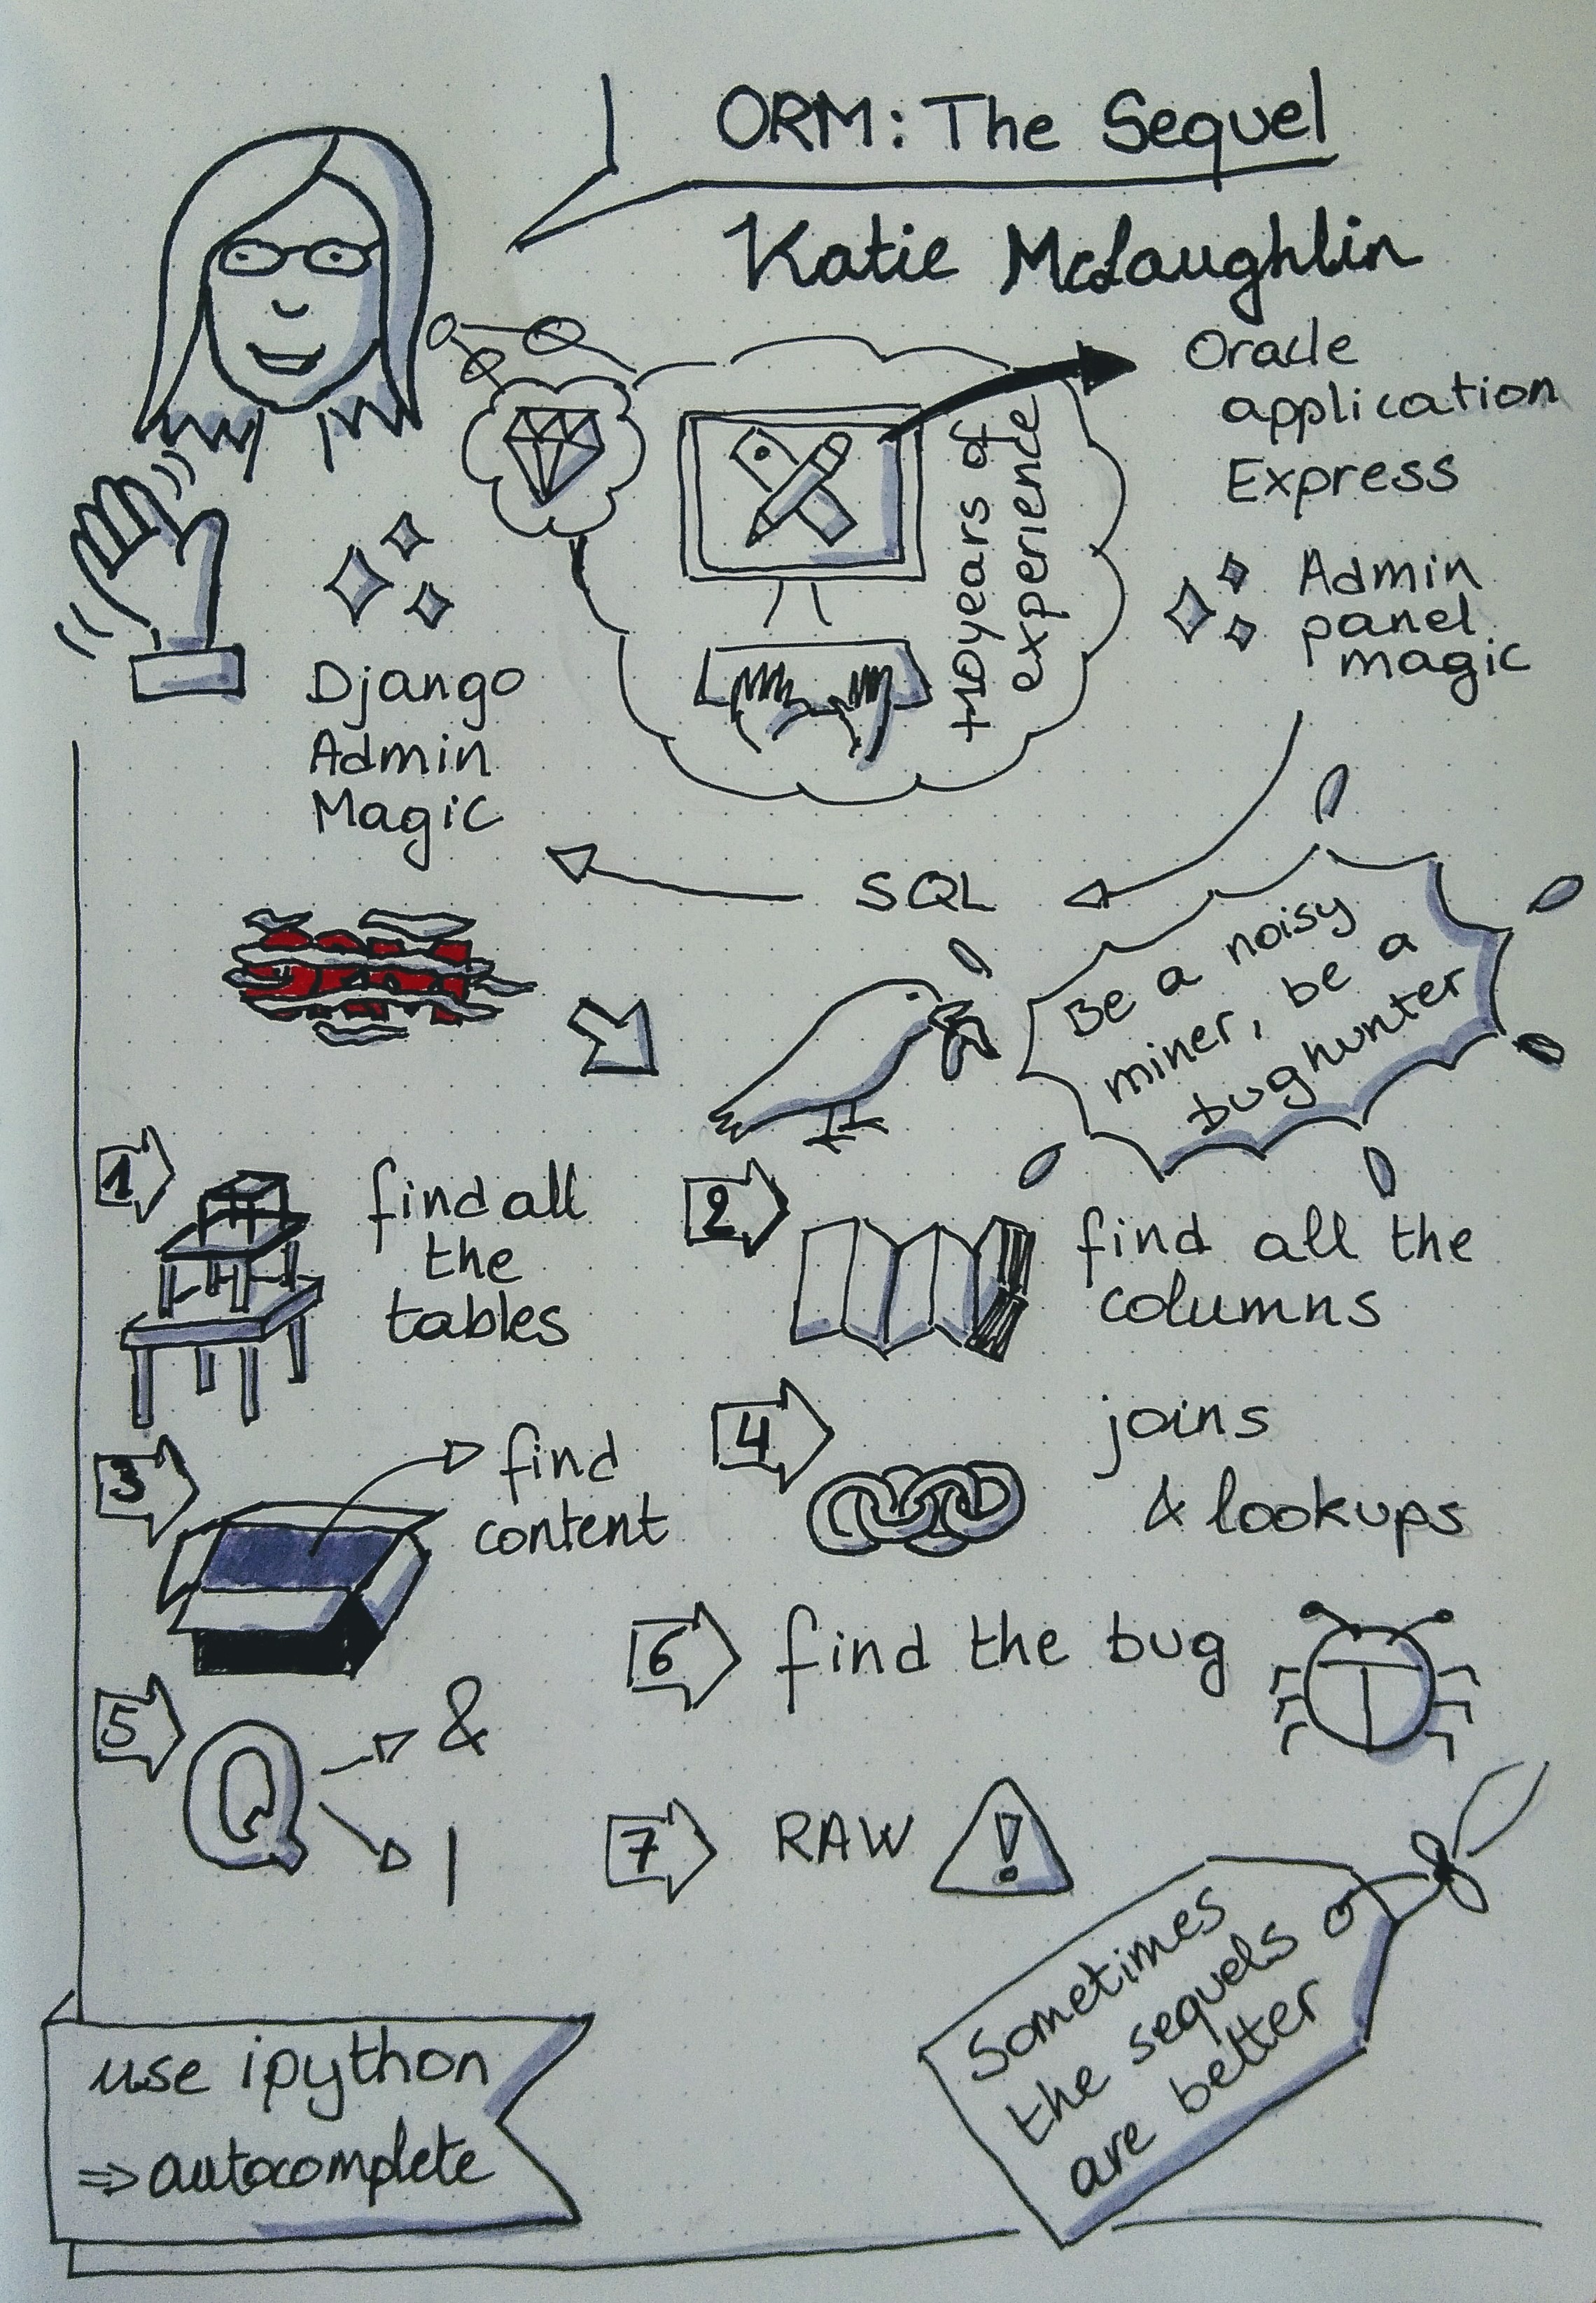 ORM: The Sequel
Katie McLaughlin
Oracle
application
Express
+10years of
experience
Admin
panel
magic
Django
Admin
Magic
SQL
Be a noisy
miner, be a
bughunter
1
find all
the
tables
2
find all the
columns
3
find
content
4
joins
& lookups
5
Q
&
|
6
find the bug
7
RAW
!
Sometimes
the sequels
are better
use ipython
⇒ autocomplete